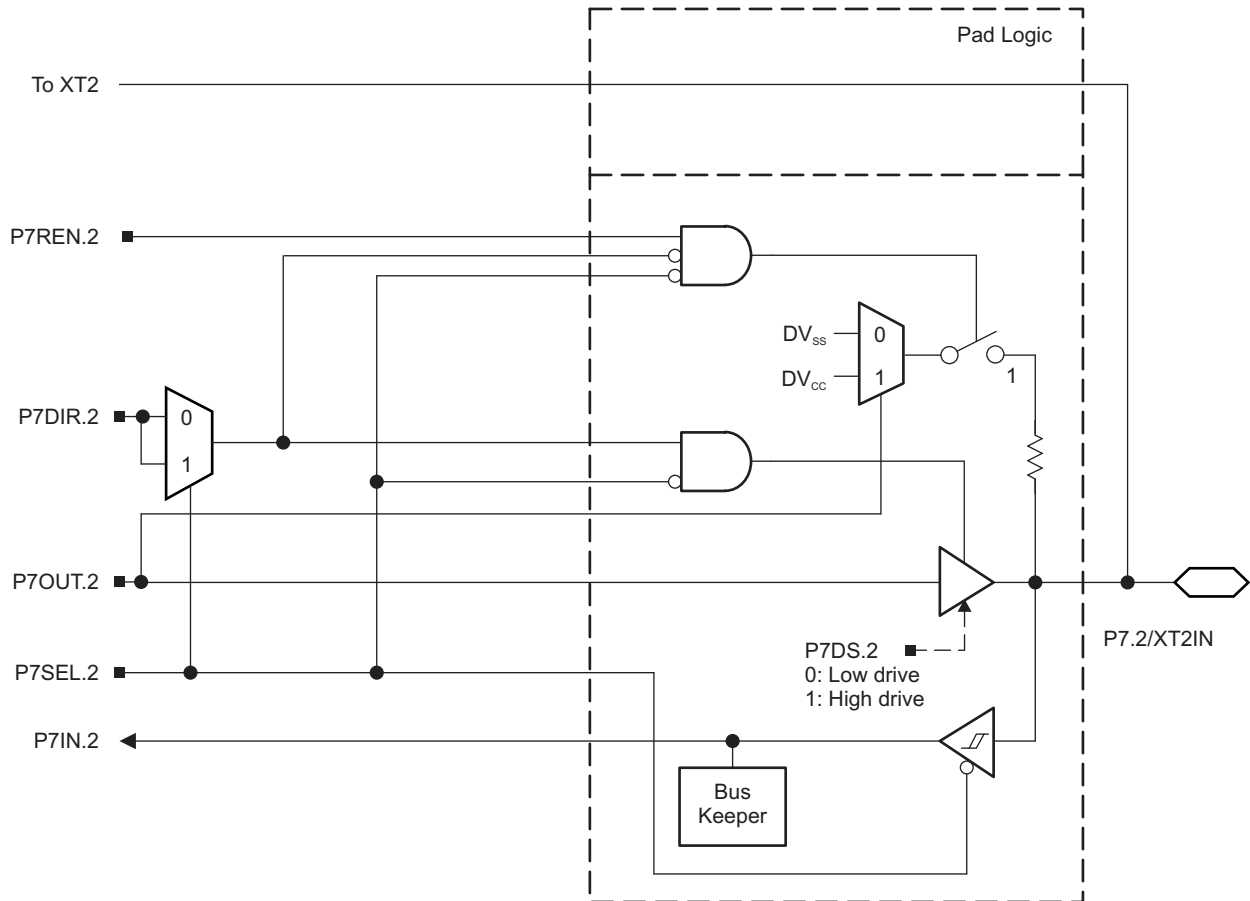 Pad Logic
To XT2
P7REN.2
DVSS
0
DVCC
1
1
P7DIR.2
0
1
P7OUT.2
P7SEL.2
P7DS.2
0: Low drive
1: High drive
P7.2/XT2IN
P7IN.2
Bus
Keeper